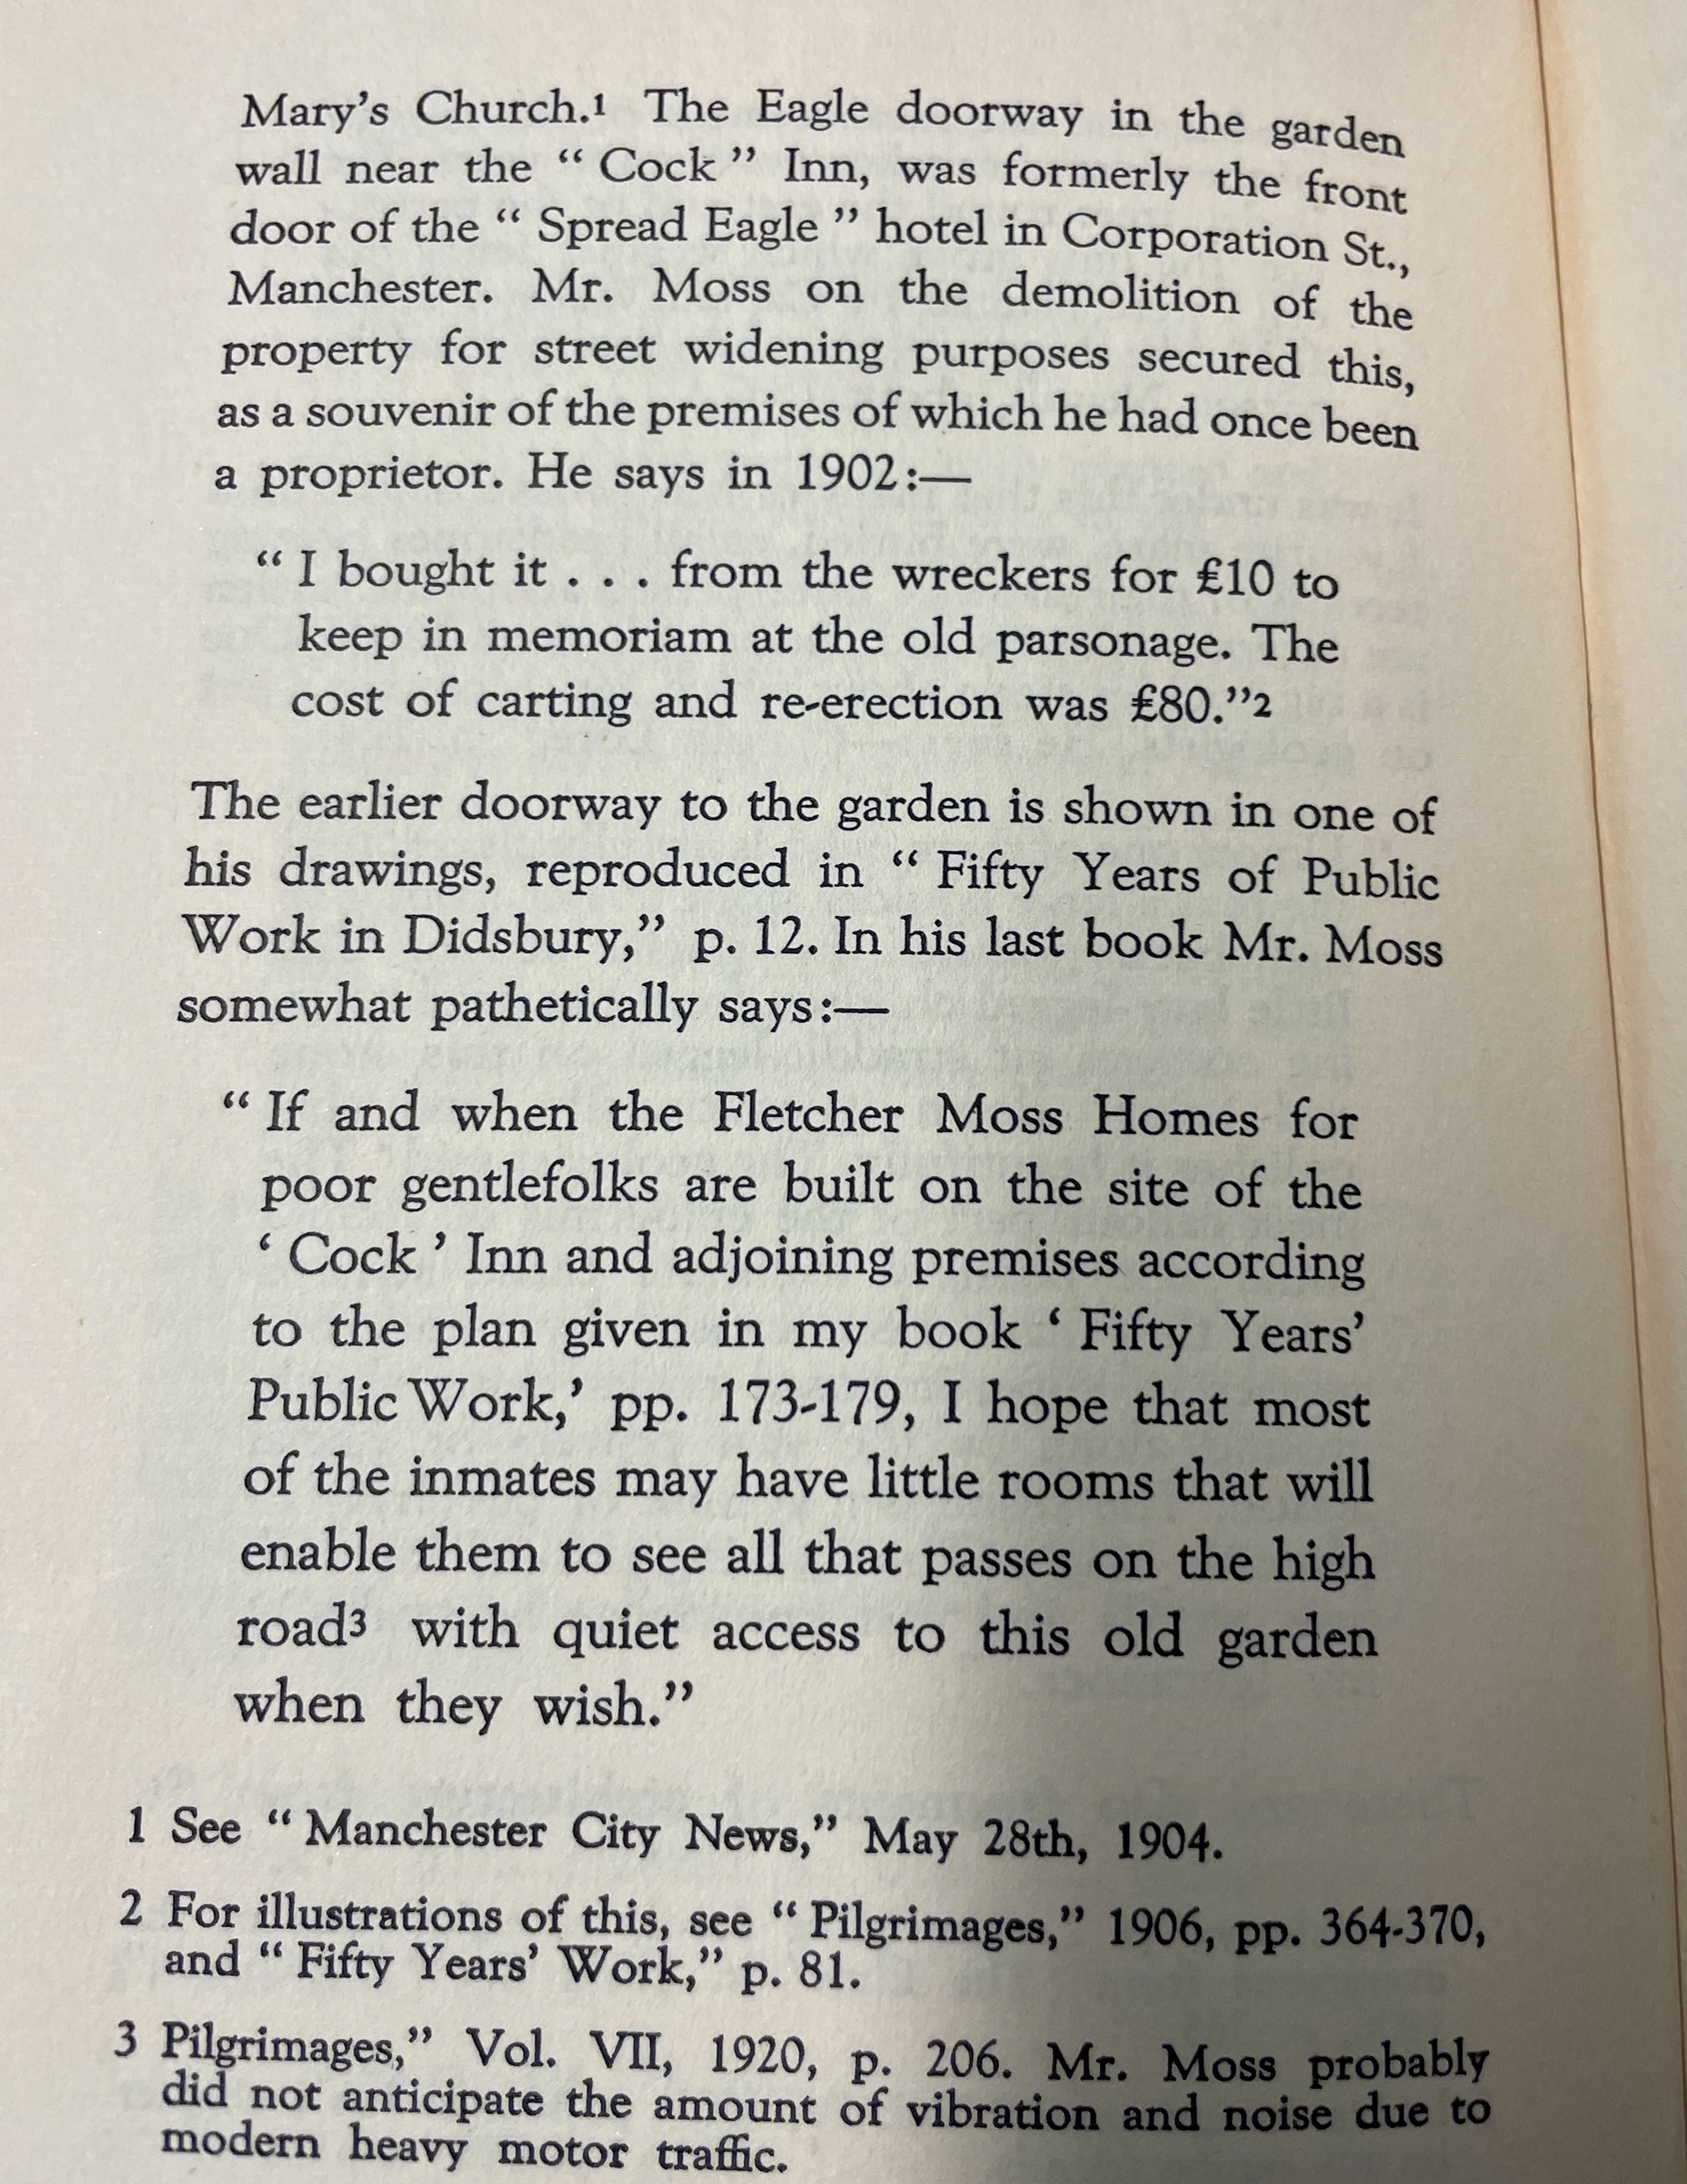 Mary's Church.¹ The Eagle doorway in the garden
wall near the “ Cock ” Inn, was formerly the front
door of the “ Spread Eagle ” hotel in Corporation St.,
Manchester. Mr. Moss on the demolition of the
property for street widening purposes secured this,
as a souvenir of the premises of which he had once been
a proprietor. He says in 1902:—
“ I bought it . . . from the wreckers for £10 to
keep in memoriam at the old parsonage. The
cost of carting and re-erection was £80.”²
The earlier doorway to the garden is shown in one of
his drawings, reproduced in “ Fifty Years of Public
Work in Didsbury,” p. 12. In his last book Mr. Moss
somewhat pathetically says:—
“ If and when the Fletcher Moss Homes for
poor gentlefolks are built on the site of the
‘ Cock ’ Inn and adjoining premises according
to the plan given in my book ‘ Fifty Years’
Public Work,’ pp. 173-179, I hope that most
of the inmates may have little rooms that will
enable them to see all that passes on the high
road³ with quiet access to this old garden
when they wish.”
1 See “ Manchester City News,” May 28th, 1904.
2 For illustrations of this, see “ Pilgrimages,” 1906, pp. 364-370,
and “ Fifty Years’ Work,” p. 81.
3 Pilgrimages,” Vol. VII, 1920, p. 206. Mr. Moss probably
did not anticipate the amount of vibration and noise due to
modern heavy motor traffic.